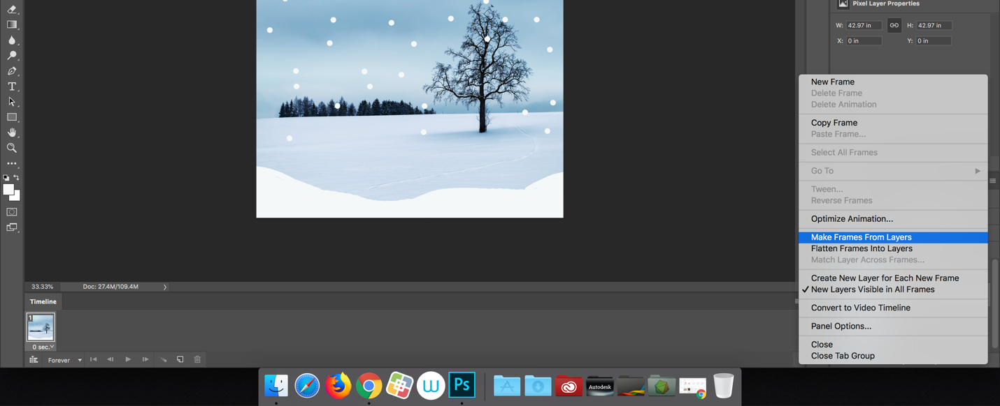 Pixel Layer Properties
W: 42.97 in H: 42.97 in
X: 0 in Y: 0 in
T
New Frame
Delete Frame
Delete Animation
Copy Frame
Paste Frame...
Select All Frames
Go To
Tween...
Reverse Frames
Optimize Animation...
Make Frames From Layers
Flatten Frames Into Layers
Match Layer Across Frames...
Create New Layer for Each New Frame
New Layers Visible in All Frames
Convert to Video Timeline
Panel Options...
Close
Close Tab Group
33.33% Doc: 27.4M/109.4M
Timeline
1
0 sec.
Forever
W Ps Autodesk